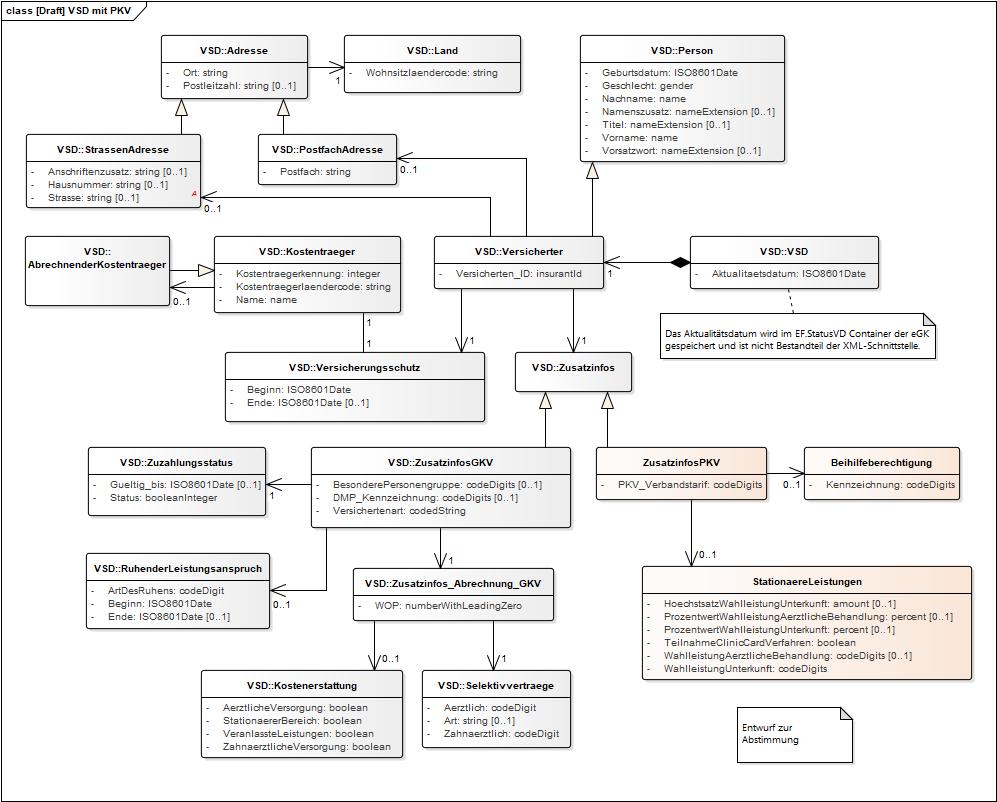 class [Draft] VSD mit PKV
VSD::Adresse
- Ort: string
- Postleitzahl: string [0..1]
1
VSD::Land
- Wohnsitzlaendercode: string
VSD::Person
- Geburtsdatum: ISO8601Date
- Geschlecht: gender
- Nachname: name
- Namenszusatz: nameExtension [0..1]
- Titel: nameExtension [0..1]
- Vorname: name
- Vorsatzwort: nameExtension [0..1]
VSD::StrassenAdresse
- Anschriftenzusatz: string [0..1]
- Hausnummer: string [0..1]
- Strasse: string [0..1]
A
0..1
VSD::PostfachAdresse
- Postfach: string
0..1
VSD::
AbrechnenderKostentraeger
0..1
VSD::Kostentraeger
- Kostentraegerkennung: integer
- Kostentraegerlaendercode: string
- Name: name
1
1
VSD::Versicherter
- Versicherten_ID: insurantId
1
VSD::VSD
- Aktualitaetsdatum: ISO8601Date
Das Aktualitätsdatum wird im EF.StatusVD Container der eGK
gespeichert und ist nicht Bestandteil der XML-Schnittstelle.
1
1
VSD::Versicherungsschutz
- Beginn: ISO8601Date
- Ende: ISO8601Date [0..1]
VSD::Zusatzinfos
VSD::Zuzahlungsstatus
- Gueltig_bis: ISO8601Date [0..1]
- Status: booleanInteger
1
VSD::ZusatzinfosGKV
- BesonderePersonengruppe: codeDigits [0..1]
- DMP_Kennzeichnung: codeDigits [0..1]
- Versichertenart: codedString
ZusatzinfosPKV
- PKV_Verbandstarif: codeDigits
0..1
Beihilfeberechtigung
- Kennzeichnung: codeDigits
VSD::RuhenderLeistungsanspruch
- ArtDesRuhens: codeDigit
- Beginn: ISO8601Date
- Ende: ISO8601Date [0..1]
0..1
1
VSD::Zusatzinfos_Abrechnung_GKV
- WOP: numberWithLeadingZero
0..1
StationaereLeistungen
- HoechstsatzWahlleistungUnterkunft: amount [0..1]
- ProzentwertWahlleistungAerztlicheBehandlung: percent [0..1]
- ProzentwertWahlleistungUnterkunft: percent [0..1]
- TeilnahmeClinicCardVerfahren: boolean
- WahlleistungAerztlicheBehandlung: codeDigits [0..1]
- WahlleistungUnterkunft: codeDigits
0..1
1
VSD::Kostenerstattung
- AerztlicheVersorgung: boolean
- StationaererBereich: boolean
- VeranlassteLeistungen: boolean
- ZahnaerztlicheVersorgung: boolean
VSD::Selektivvertraege
- Aerztlich: codeDigit
- Art: string [0..1]
- Zahnaerztlich: codeDigit
Entwurf zur
Abstimmung